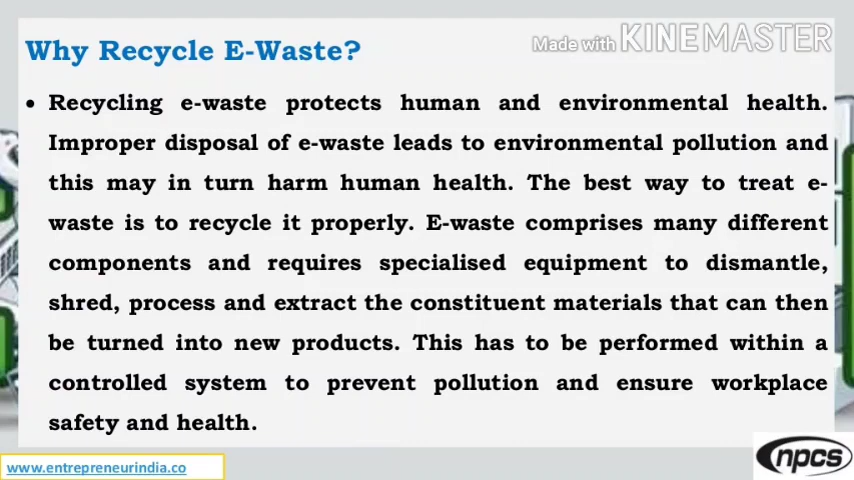 Why Recycle E-Waste?
Made with KINEMASTER
• Recycling e-waste protects human and environmental health.
Improper disposal of e-waste leads to environmental pollution and
this may in turn harm human health. The best way to treat e-
waste is to recycle it properly. E-waste comprises many different
components and requires specialised equipment to dismantle,
shred, process and extract the constituent materials that can then
be turned into new products. This has to be performed within a
controlled system to prevent pollution and ensure workplace
safety and health.
www.entrepreneurindia.co
npcs